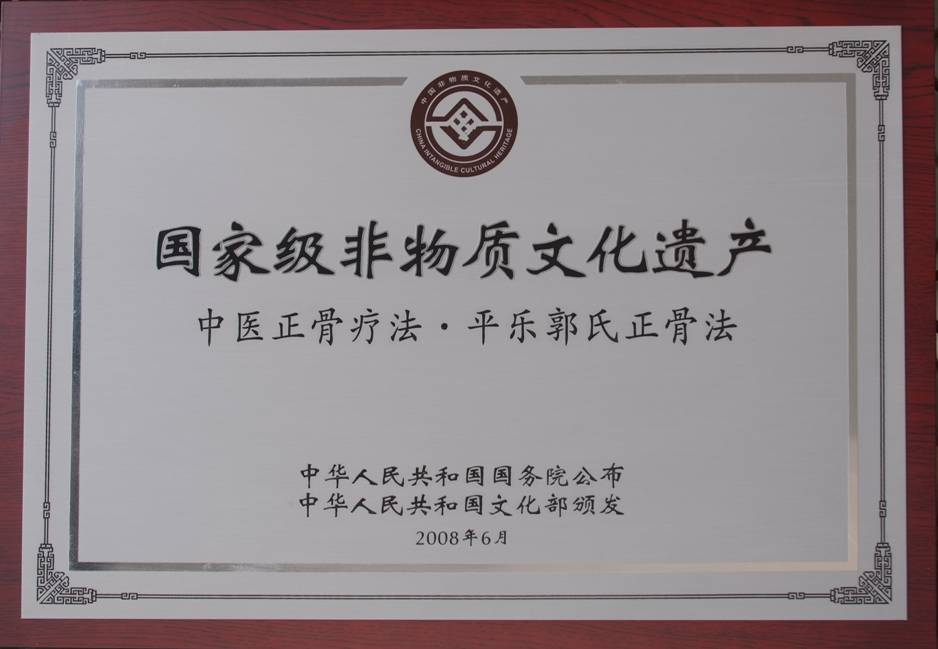 中国非物质文化遗产
CHINA INTANGIBLE CULTURAL HERITAGE
国家级非物质文化遗产
中医正骨疗法·平乐郭氏正骨法
中华人民共和国国务院公布
中华人民共和国文化部颁发
2008年6月